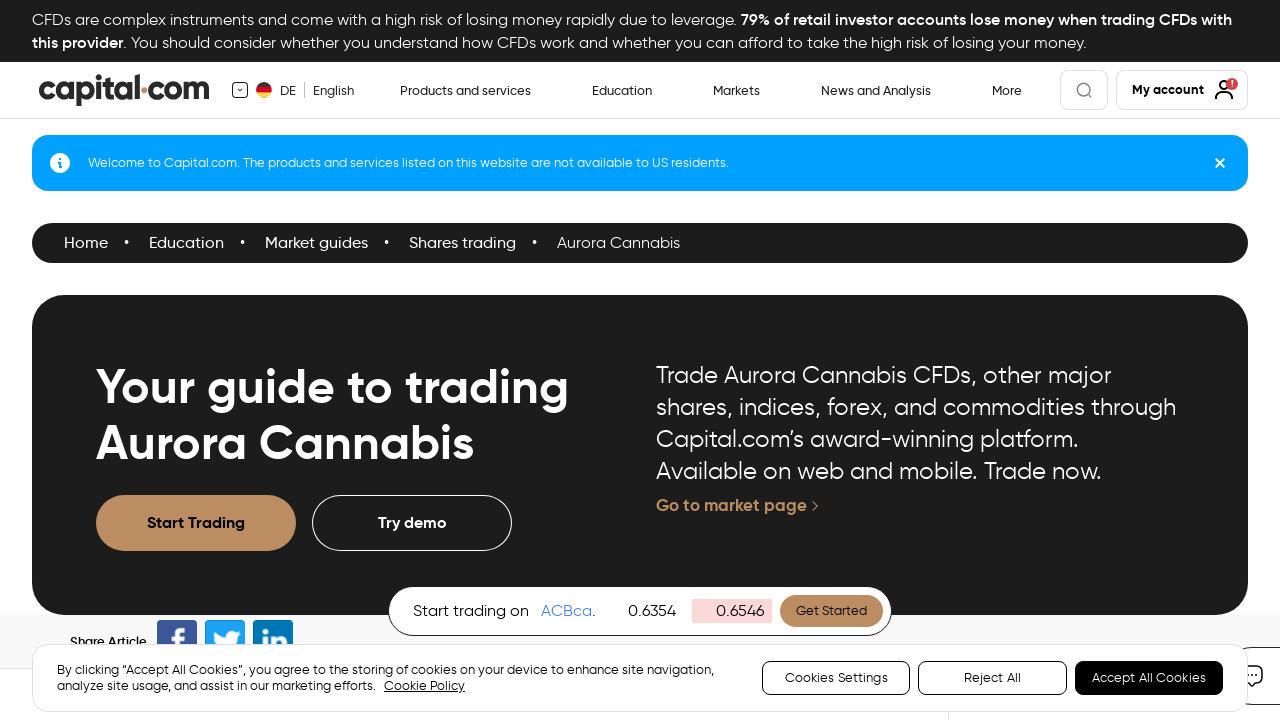 CFDs are complex instruments and come with a high risk of losing money rapidly due to leverage. 79% of retail investor accounts lose money when trading CFDs with
this provider. You should consider whether you understand how CFDs work and whether you can afford to take the high risk of losing your money.
capital.com
DE
English
Products and services
Education
Markets
News and Analysis
More
My account
!
Welcome to Capital.com. The products and services listed on this website are not available to US residents.
Home • Education • Market guides • Shares trading • Aurora Cannabis
Your guide to trading
Aurora Cannabis
Start Trading
Try demo
Trade Aurora Cannabis CFDs, other major
shares, indices, forex, and commodities through
Capital.com’s award-winning platform.
Available on web and mobile. Trade now.
Go to market page
Start trading on ACBca. 0.6354 0.6546 Get Started
Share Article
By clicking “Accept All Cookies”, you agree to the storing of cookies on your device to enhance site navigation,
analyze site usage, and assist in our marketing efforts. Cookie Policy
Cookies Settings
Reject All
Accept All Cookies